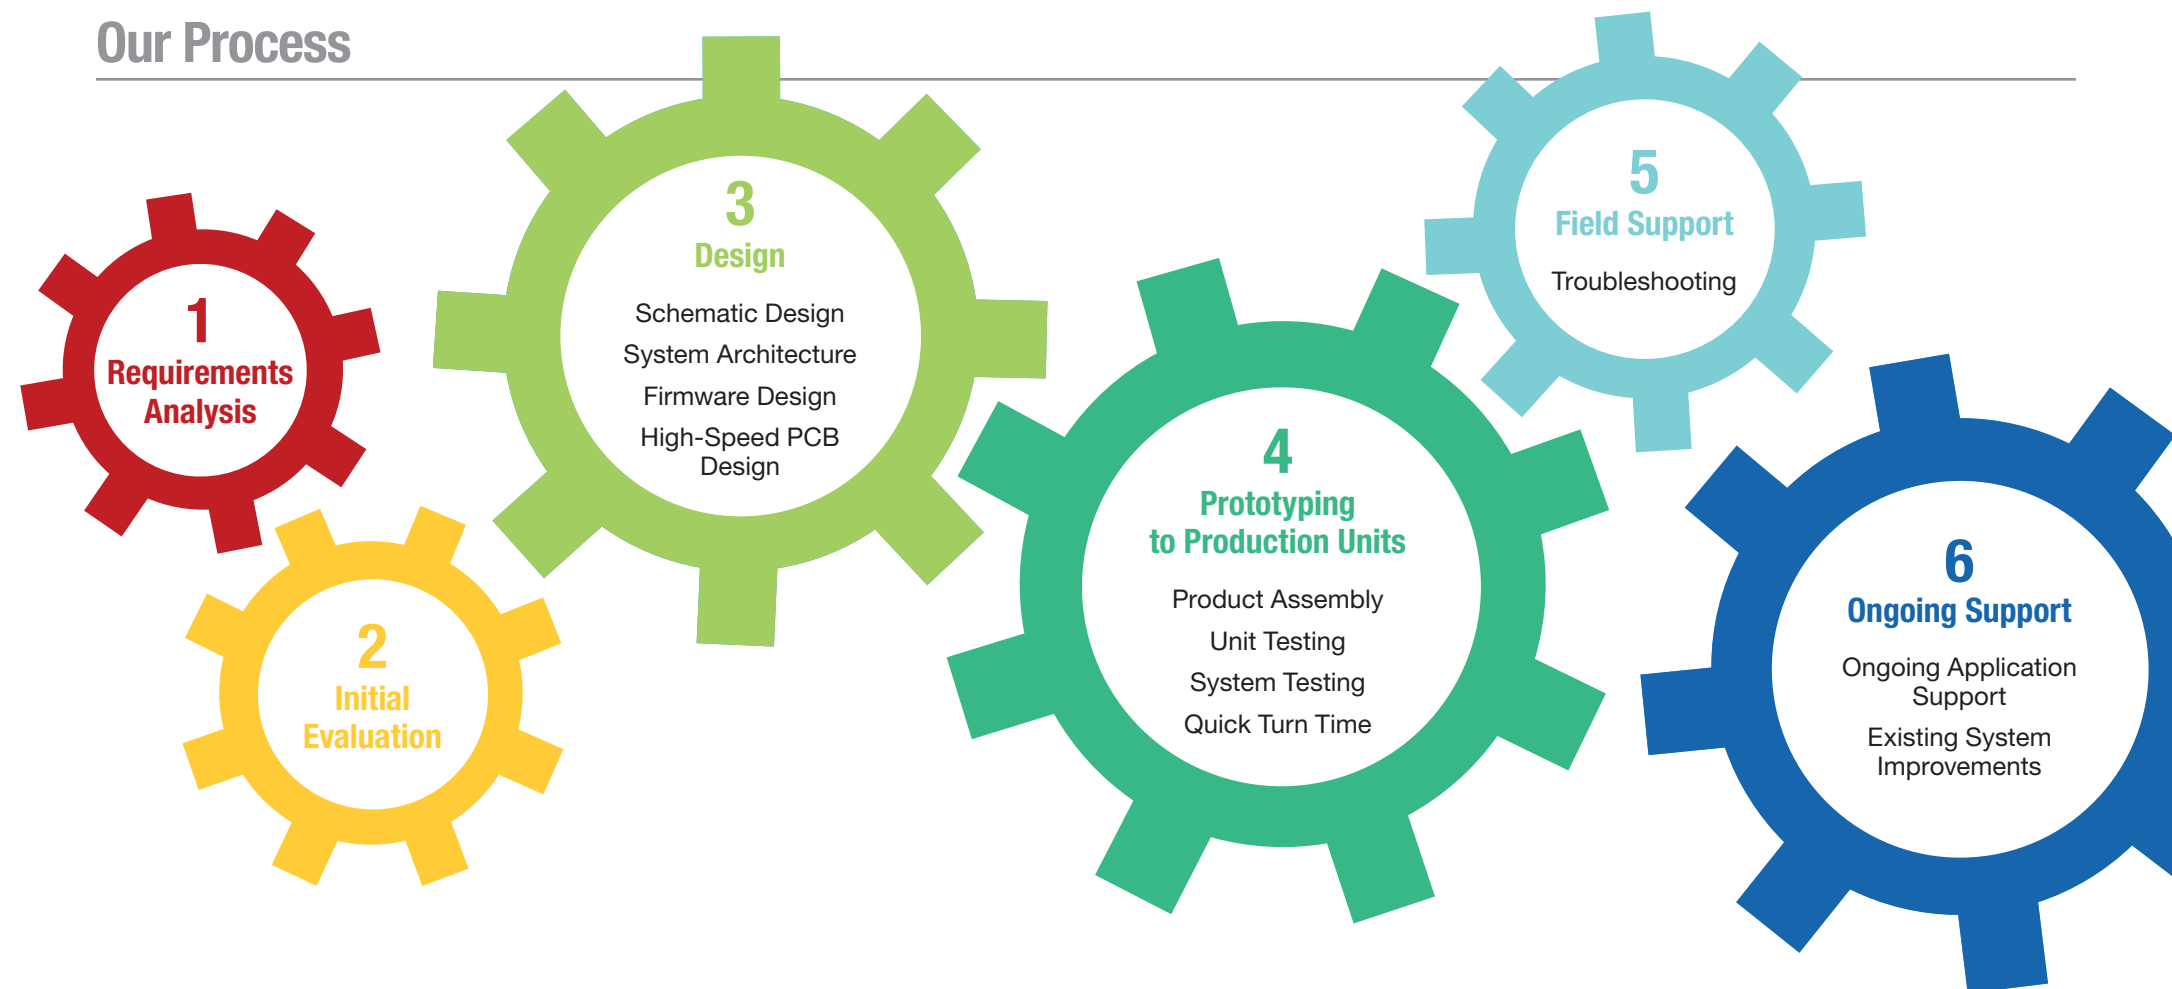 Our Process
1
Requirements
Analysis
2
Initial
Evaluation
3
Design
Schematic Design
System Architecture
Firmware Design
High-Speed PCB
Design
4
Prototyping
to Production Units
Product Assembly
Unit Testing
System Testing
Quick Turn Time
5
Field Support
Troubleshooting
6
Ongoing Support
Ongoing Application
Support
Existing System
Improvements